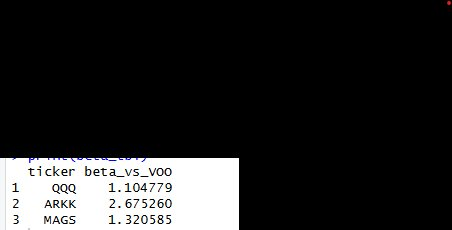 ticker beta_vs_VOO
1 QQQ 1.104779
2 ARKK 2.675260
3 MAGS 1.320585